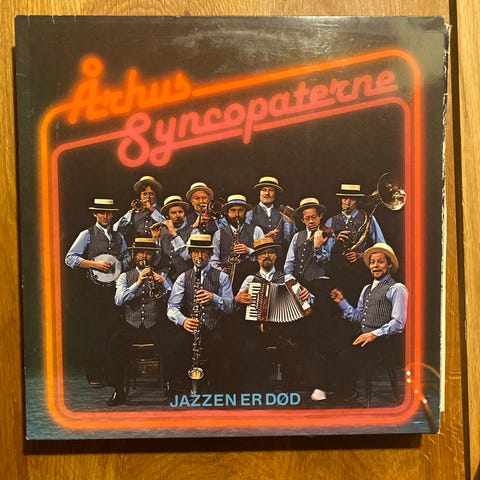 Århus
Syncopaterne
JAZZEN ER DØD